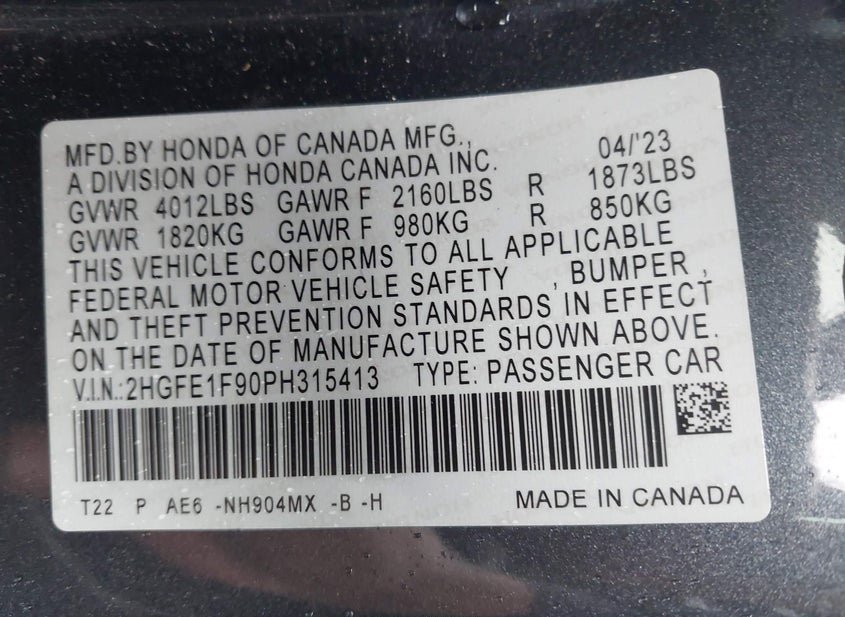 MFD.BY HONDA OF CANADA MFG., 04/'23
A DIVISION OF HONDA CANADA INC.
GVWR 4012LBS GAWR F 2160LBS R 1873LBS
GVWR 1820KG GAWR F 980KG R 850KG
THIS VEHICLE CONFORMS TO ALL APPLICABLE
FEDERAL MOTOR VEHICLE SAFETY , BUMPER ,
AND THEFT PREVENTION STANDARDS IN EFFECT
ON THE DATE OF MANUFACTURE SHOWN ABOVE.
V.I.N.:2HGFE1F90PH315413 TYPE: PASSENGER CAR
T22 P AE6 -NH904MX -B -H MADE IN CANADA